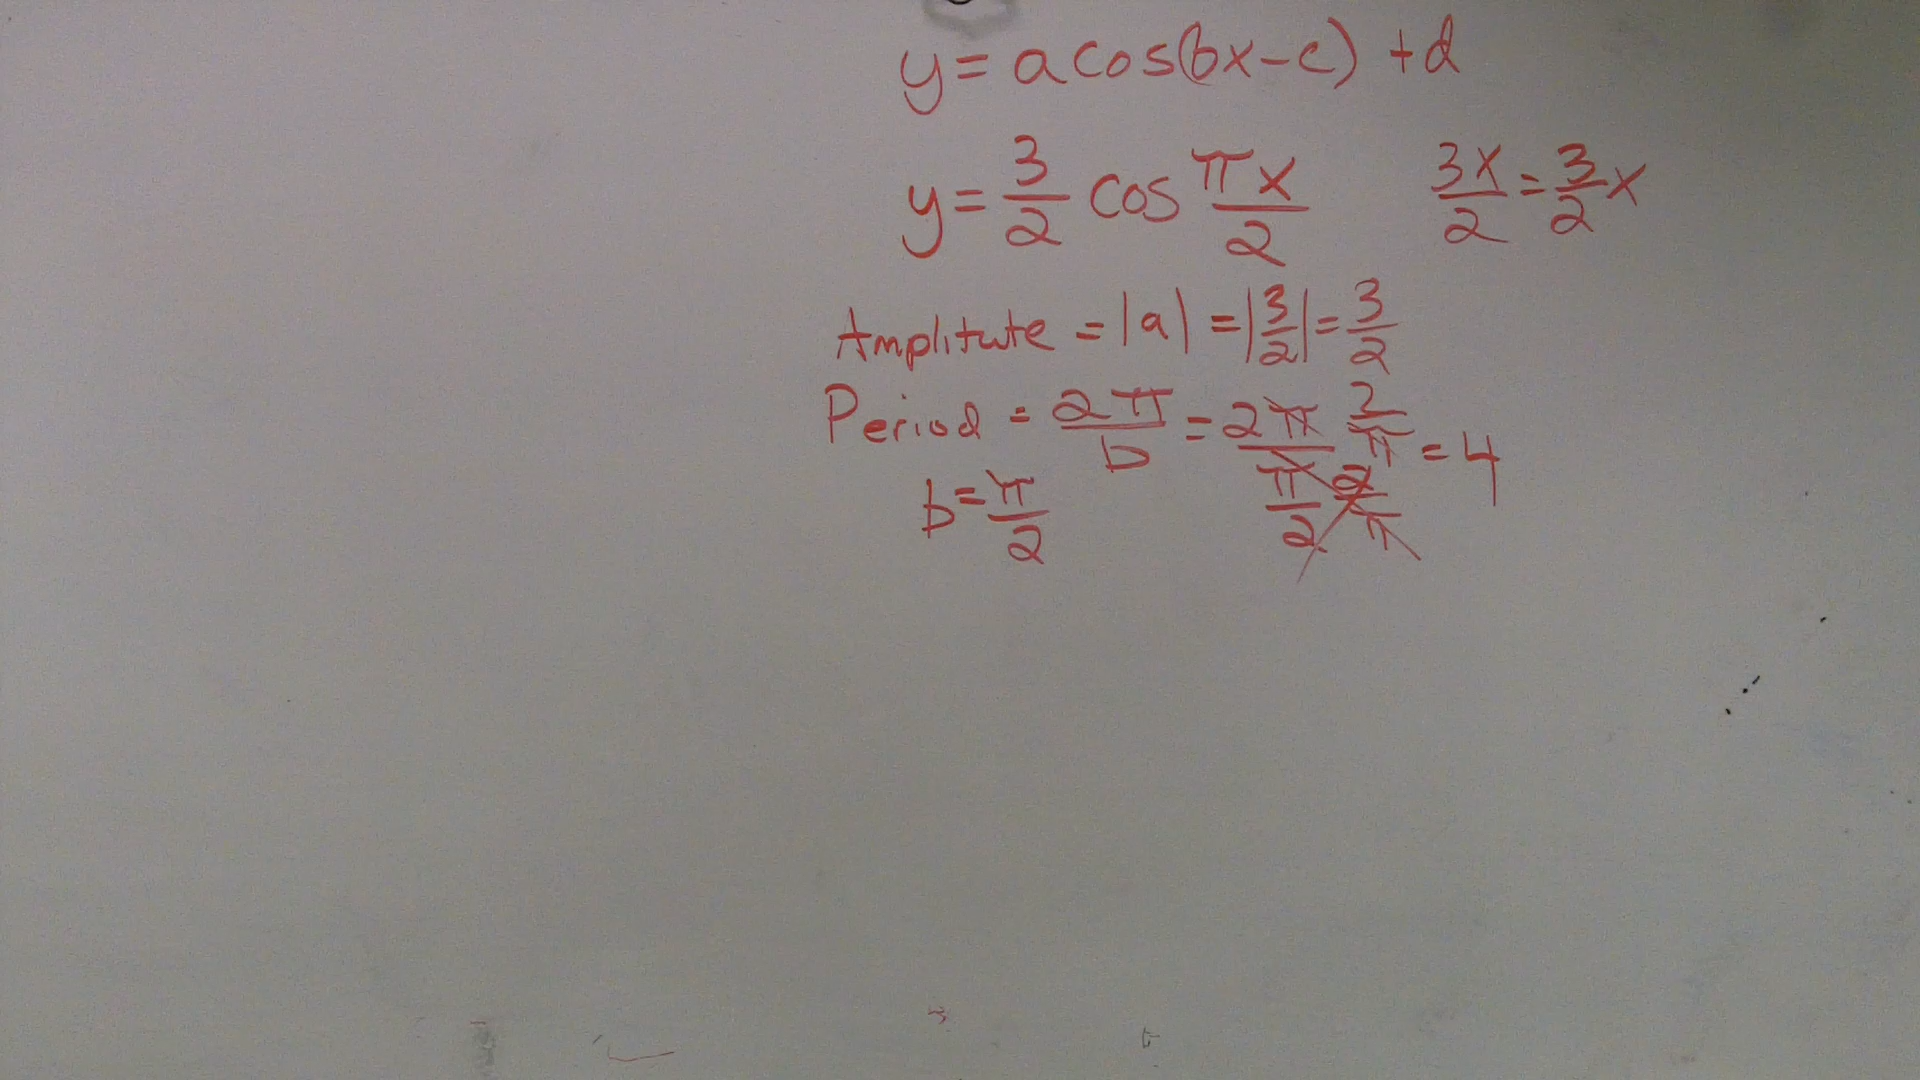 y = a cos(bx-c) + d
y = 3/2 cos πx/2    3x/2 = 3/2 x
Amplitute = |a| = |3/2| = 3/2
Period = 2π/b = (2π)/(π/2) (2/π)/(2/π) = 4
b = π/2